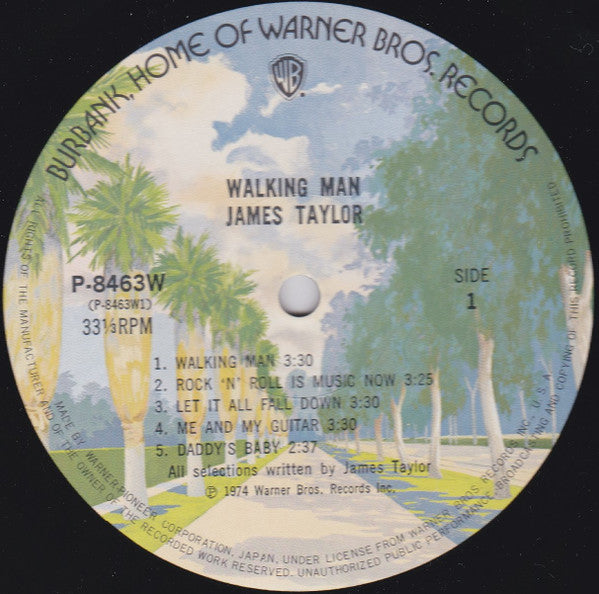 BURBANK, HOME OF WARNER BROS. RECORDS
WB
WALKING MAN
JAMES TAYLOR
P-8463W
(P-8463W1)
33⅓RPM
SIDE
1
1. WALKING MAN 3:30
2. ROCK 'N' ROLL IS MUSIC NOW 3:25
3. LET IT ALL FALL DOWN 3:30
4. ME AND MY GUITAR 3:30
5. DADDY'S BABY 2:37
All selections written by James Taylor
Ⓟ 1974 Warner Bros. Records Inc.
MADE BY WARNER-PIONEER CORPORATION, JAPAN, UNDER LICENSE FROM WARNER BROS. RECORDS INC., U.S.A.
ALL RIGHTS OF THE MANUFACTURER AND OF THE OWNER OF THE RECORDED WORK RESERVED. UNAUTHORIZED PUBLIC PERFORMANCE, BROADCASTING AND COPYING OF THIS RECORD PROHIBITED